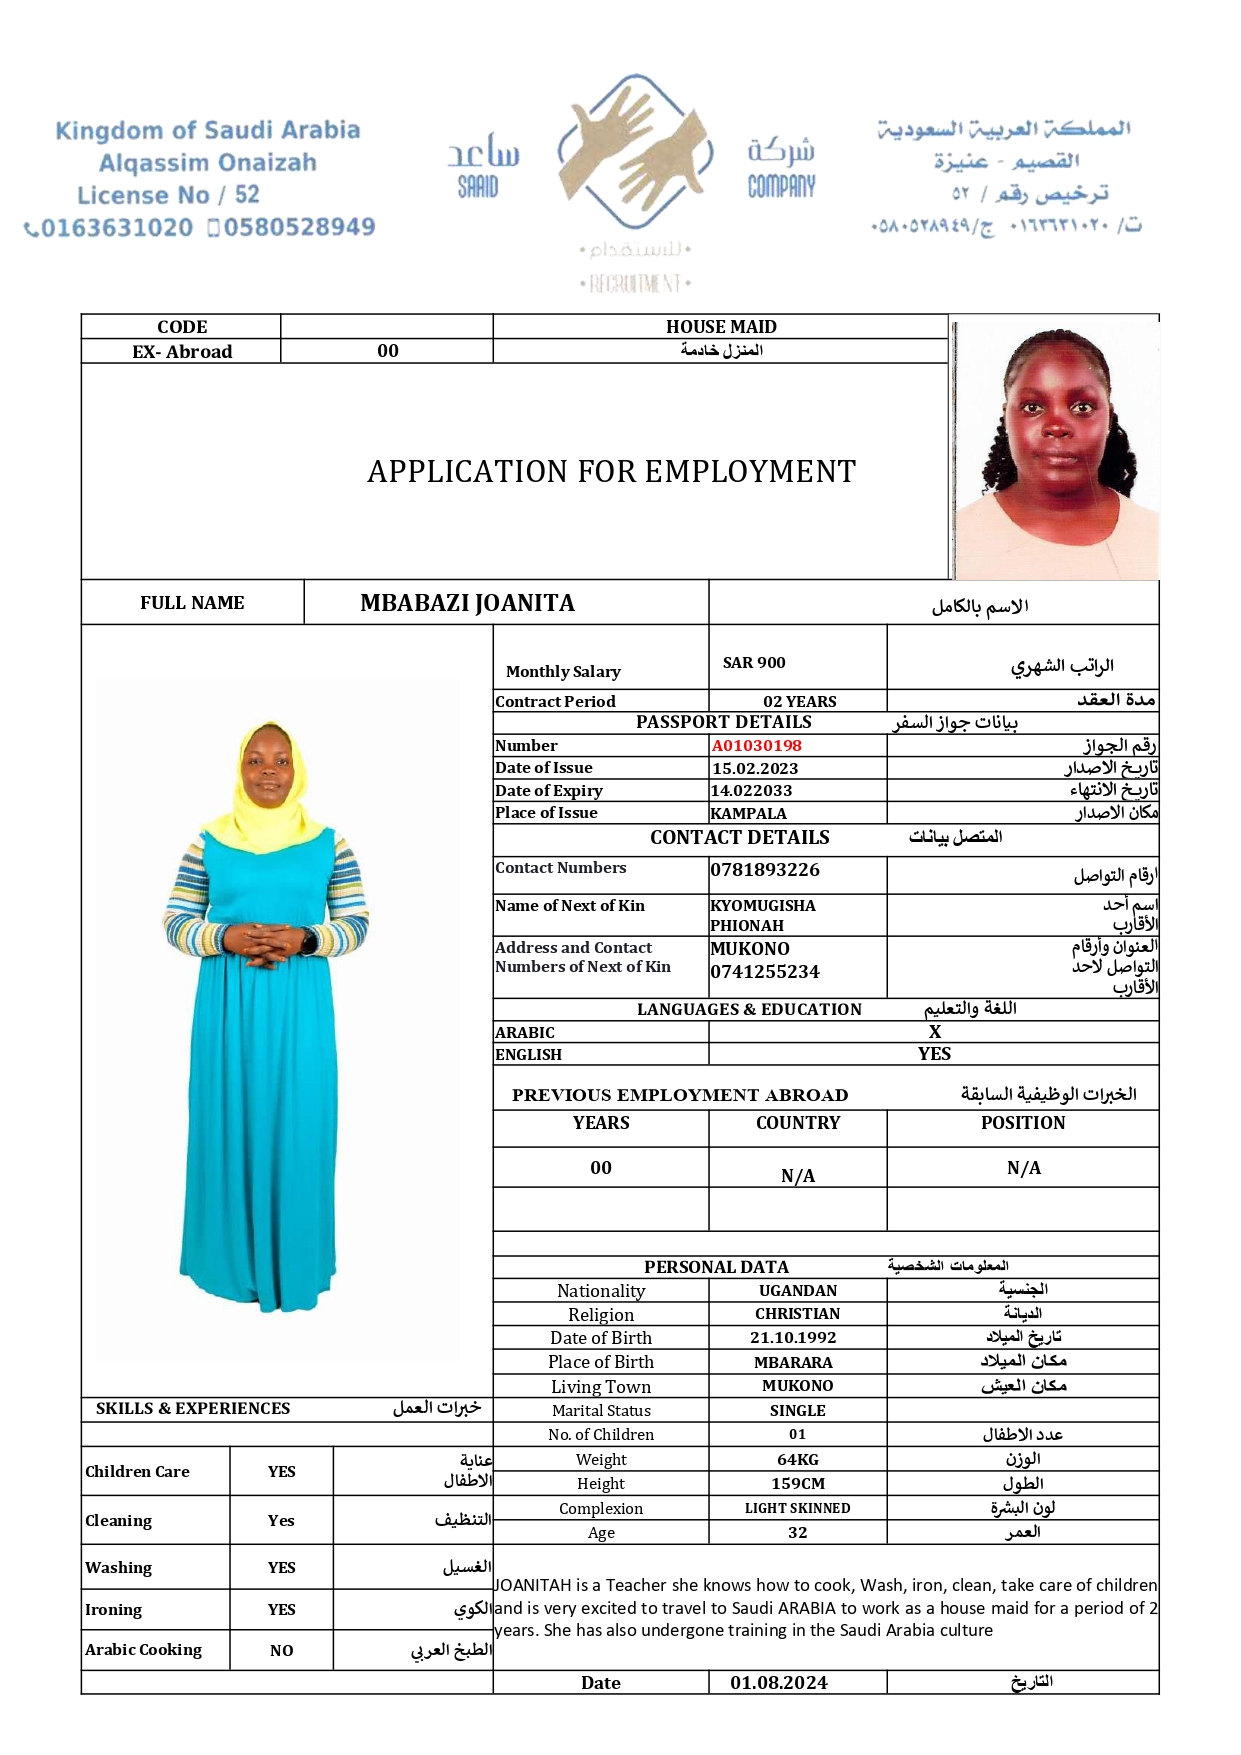 Kingdom of Saudi Arabia
Alqassim Onaizah
License No / 52
0163631020 0580528949
ساعد
SAAID
شركة
COMPANY
• للاستقدام •
• RECRUITMENT •
المملكة العربية السعودية
القصيم - عنيزة
ترخيص رقم / ٥٢
ت/ ٠١٦٣٦٣١٠٢٠ ج/٠٥٨٠٥٢٨٩٤٩
CODE HOUSE MAID
EX- Abroad 00 المنزل خادمة
APPLICATION FOR EMPLOYMENT
FULL NAME MBABAZI JOANITA الاسم بالكامل
Monthly Salary SAR 900 الراتب الشهري
Contract Period 02 YEARS مدة العقد
PASSPORT DETAILS بيانات جواز السفر
Number A01030198 رقم الجواز
Date of Issue 15.02.2023 تاريخ الاصدار
Date of Expiry 14.022033 تاريخ الانتهاء
Place of Issue KAMPALA مكان الاصدار
CONTACT DETAILS المتصل بيانات
Contact Numbers 0781893226 ارقام التواصل
Name of Next of Kin KYOMUGISHA PHIONAH اسم أحد الأقارب
Address and Contact Numbers of Next of Kin MUKONO 0741255234 العنوان وأرقام التواصل لاحد الأقارب
LANGUAGES & EDUCATION اللغة والتعليم
ARABIC X
ENGLISH YES
PREVIOUS EMPLOYMENT ABROAD الخبرات الوظيفية السابقة
YEARS COUNTRY POSITION
00 N/A N/A
PERSONAL DATA المعلومات الشخصية
Nationality UGANDAN الجنسية
Religion CHRISTIAN الديانة
Date of Birth 21.10.1992 تاريخ الميلاد
Place of Birth MBARARA مكان الميلاد
Living Town MUKONO مكان العيش
Marital Status SINGLE
No. of Children 01 عدد الاطفال
Weight 64KG الوزن
Height 159CM الطول
Complexion LIGHT SKINNED لون البشرة
Age 32 العمر
SKILLS & EXPERIENCES خبرات العمل
Children Care YES عناية الاطفال
Cleaning Yes التنظيف
Washing YES الغسيل
Ironing YES الكوي
Arabic Cooking NO الطبخ العربي
JOANITAH is a Teacher she knows how to cook, Wash, iron, clean, take care of children
and is very excited to travel to Saudi ARABIA to work as a house maid for a period of 2
years. She has also undergone training in the Saudi Arabia culture
Date 01.08.2024 التاريخ